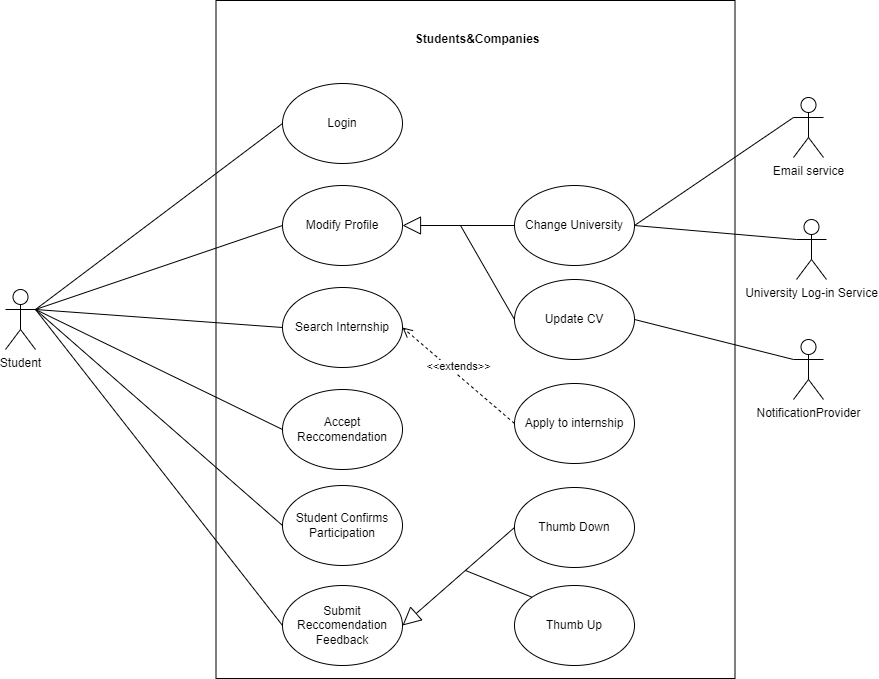 Students&Companies
Login
Email service
Modify Profile
Change University
University Log-in Service
Student
Search Internship
Update CV
<<extends>>
NotificationProvider
Accept
Reccomendation
Apply to internship
Student Confirms
Participation
Thumb Down
Submit
Reccomendation
Feedback
Thumb Up